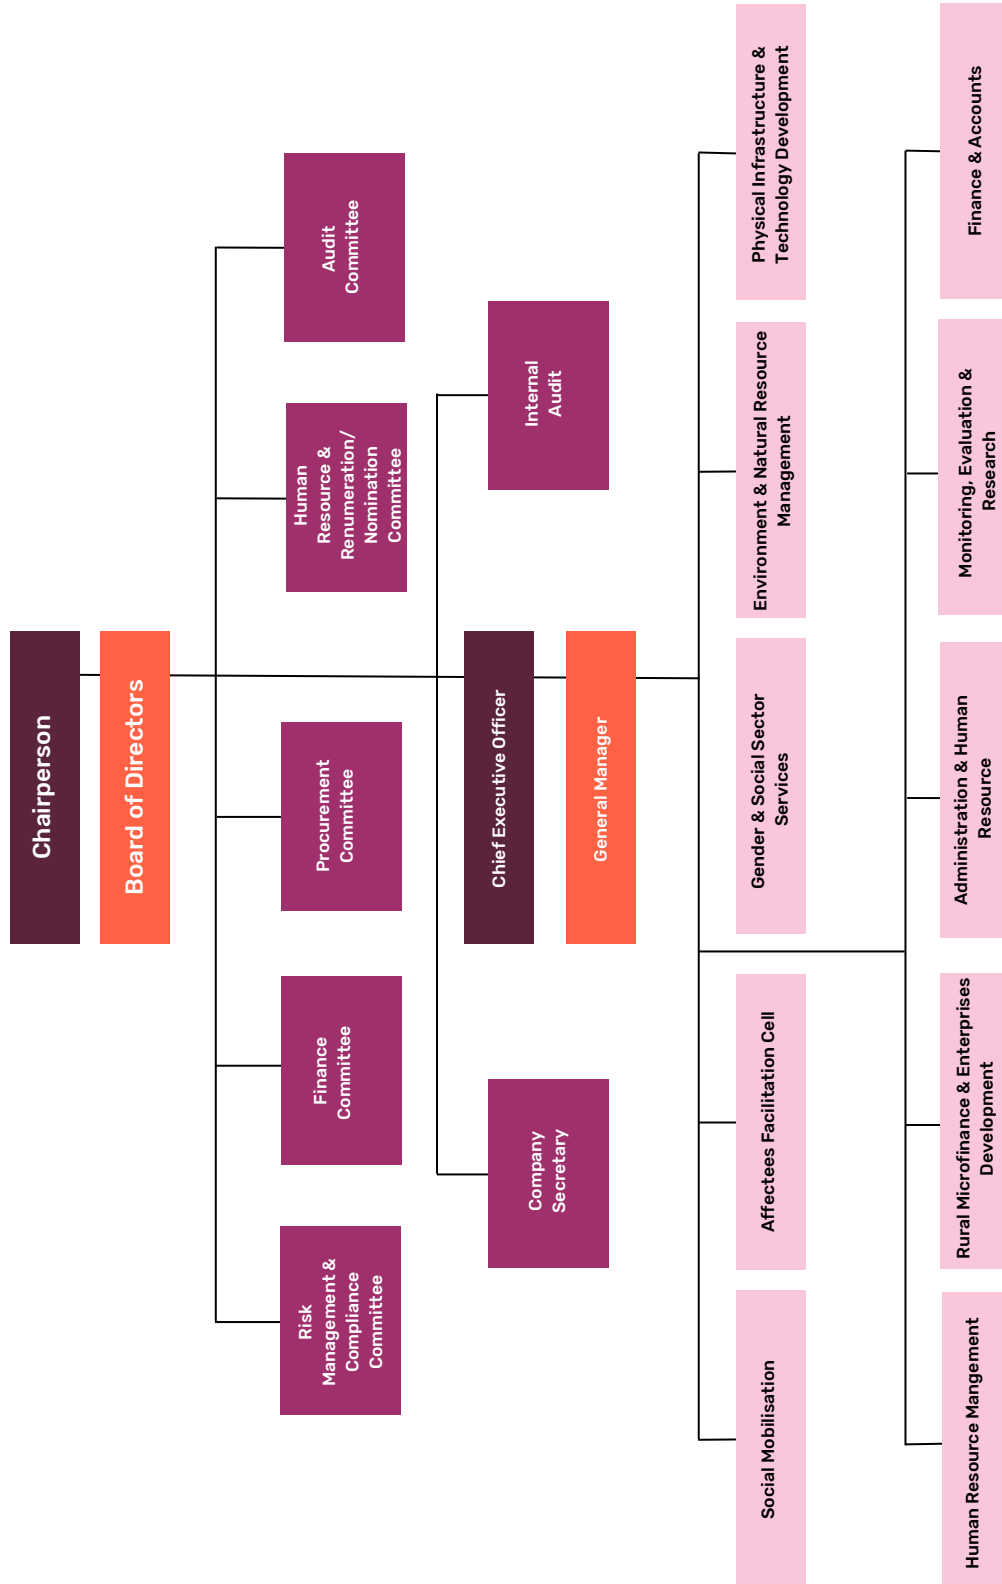 Chairperson
Board of Directors
Risk
Management &
Compliance
Committee
Finance
Committee
Procurement
Committee
Human
Resource &
Renumeration/
Nomination
Committee
Audit
Committee
Company
Secretary
Chief Executive Officer
General Manager
Internal
Audit
Social Mobilisation
Affectees Facilitation Cell
Gender & Social Sector
Services
Environment & Natural Resource
Management
Physical Infrastructure &
Technology Development
Human Resource Mangement
Rural Microfinance & Enterprises
Development
Administration & Human
Resource
Monitoring, Evaluation &
Research
Finance & Accounts